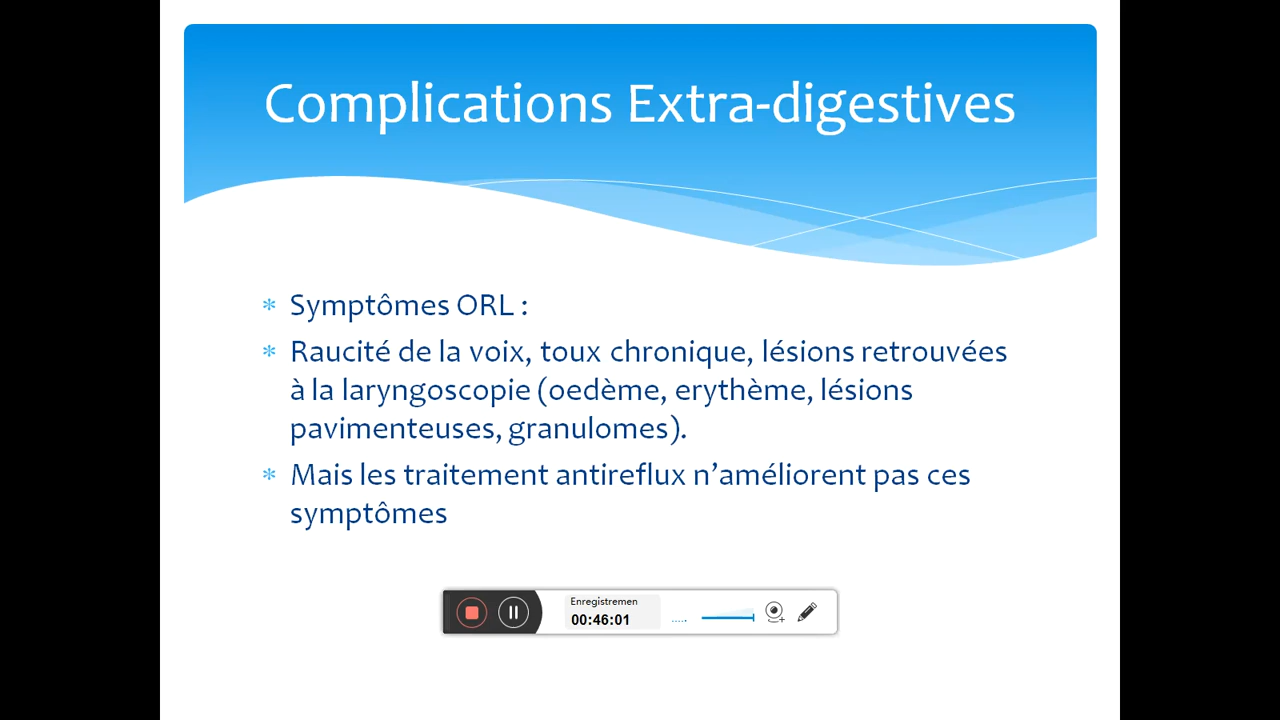 Complications Extra-digestives
* Symptômes ORL :
* Raucité de la voix, toux chronique, lésions retrouvées
à la laryngoscopie (oedème, erythème, lésions
pavimenteuses, granulomes).
* Mais les traitement antireflux n’améliorent pas ces
symptômes
Enregistremen
00:46:01